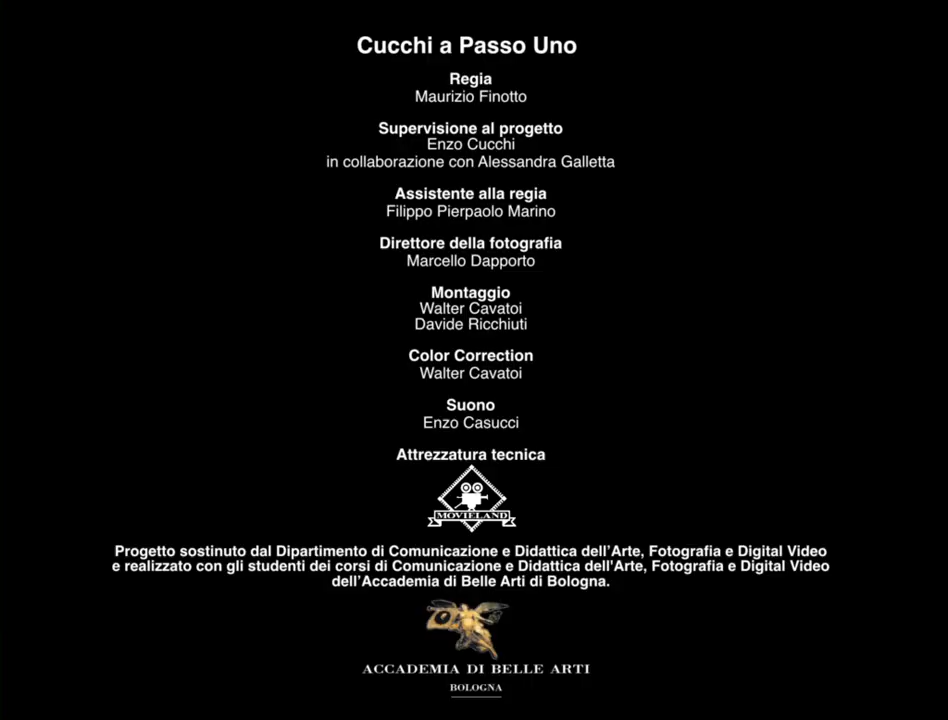 Cucchi a Passo Uno
Regia
Maurizio Finotto
Supervisione al progetto
Enzo Cucchi
in collaborazione con Alessandra Galletta
Assistente alla regia
Filippo Pierpaolo Marino
Direttore della fotografia
Marcello Dapporto
Montaggio
Walter Cavatoi
Davide Ricchiuti
Color Correction
Walter Cavatoi
Suono
Enzo Casucci
Attrezzatura tecnica
MOVIELAND
Progetto sostinuto dal Dipartimento di Comunicazione e Didattica dell'Arte, Fotografia e Digital Video
e realizzato con gli studenti dei corsi di Comunicazione e Didattica dell'Arte, Fotografia e Digital Video
dell'Accademia di Belle Arti di Bologna.
ACCADEMIA DI BELLE ARTI
BOLOGNA